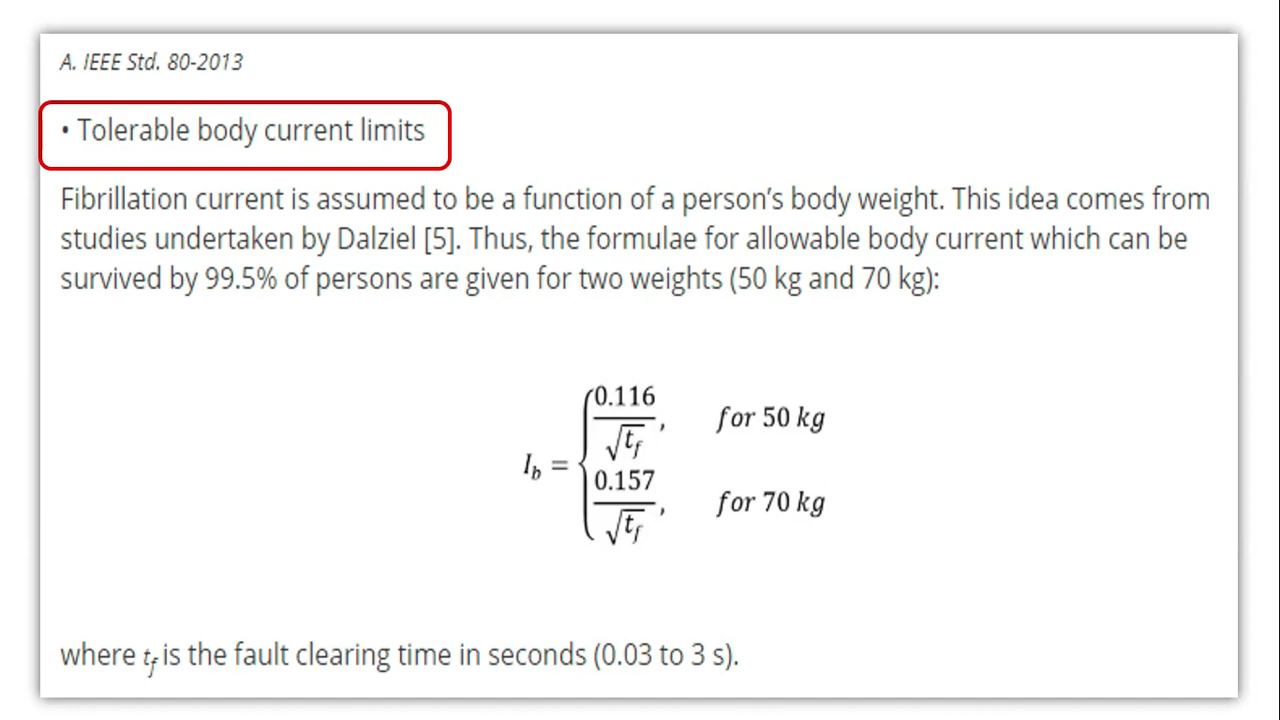 A. IEEE Std. 80-2013
• Tolerable body current limits
Fibrillation current is assumed to be a function of a person's body weight. This idea comes from
studies undertaken by Dalziel [5]. Thus, the formulae for allowable body current which can be
survived by 99.5% of persons are given for two weights (50 kg and 70 kg):
I_b = { 0.116 / √t_f , for 50 kg
0.157 / √t_f , for 70 kg
where t_f is the fault clearing time in seconds (0.03 to 3 s).